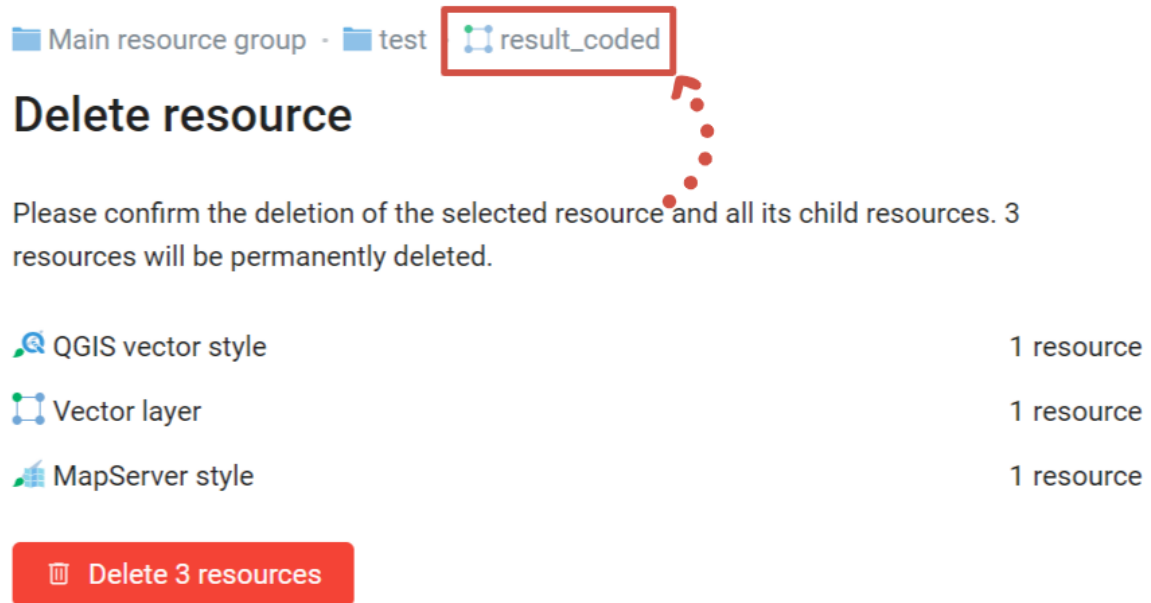 Main resource group · test result_coded
Delete resource
Please confirm the deletion of the selected resource and all its child resources. 3
resources will be permanently deleted.
QGIS vector style 1 resource
Vector layer 1 resource
MapServer style 1 resource
Delete 3 resources